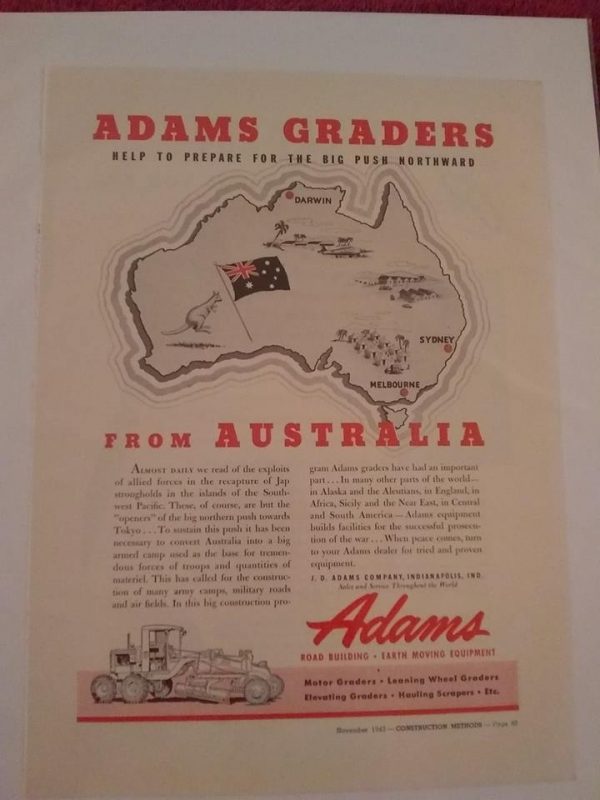 ADAMS GRADERS
HELP TO PREPARE FOR THE BIG PUSH NORTHWARD
DARWIN
SYDNEY
MELBOURNE
FROM AUSTRALIA
ALMOST DAILY we read of the exploits
of allied forces in the recapture of Jap
strongholds in the islands of the South-
west Pacific. These, of course, are but the
"openers" of the big northern push towards
Tokyo . . . To sustain this push it has been
necessary to convert Australia into a big
armed camp used as the base for tremen-
dous forces of troops and quantities of
materiel. This has called for the construc-
tion of many army camps, military roads
and air fields. In this big construction pro-
gram Adams graders have had an important
part . . . In many other parts of the world—
in Alaska and the Aleutians, in England, in
Africa, Sicily and the Near East, in Central
and South America — Adams equipment
builds facilities for the successful prosecu-
tion of the war . . . When peace comes, turn
to your Adams dealer for tried and proven
equipment.
J. D. ADAMS COMPANY, INDIANAPOLIS, IND.
Sales and Service Throughout the World
Adams
ROAD BUILDING • EARTH MOVING EQUIPMENT
Motor Graders • Leaning Wheel Graders
Elevating Graders • Hauling Scrapers • Etc.
November 1943 — CONSTRUCTION METHODS — Page